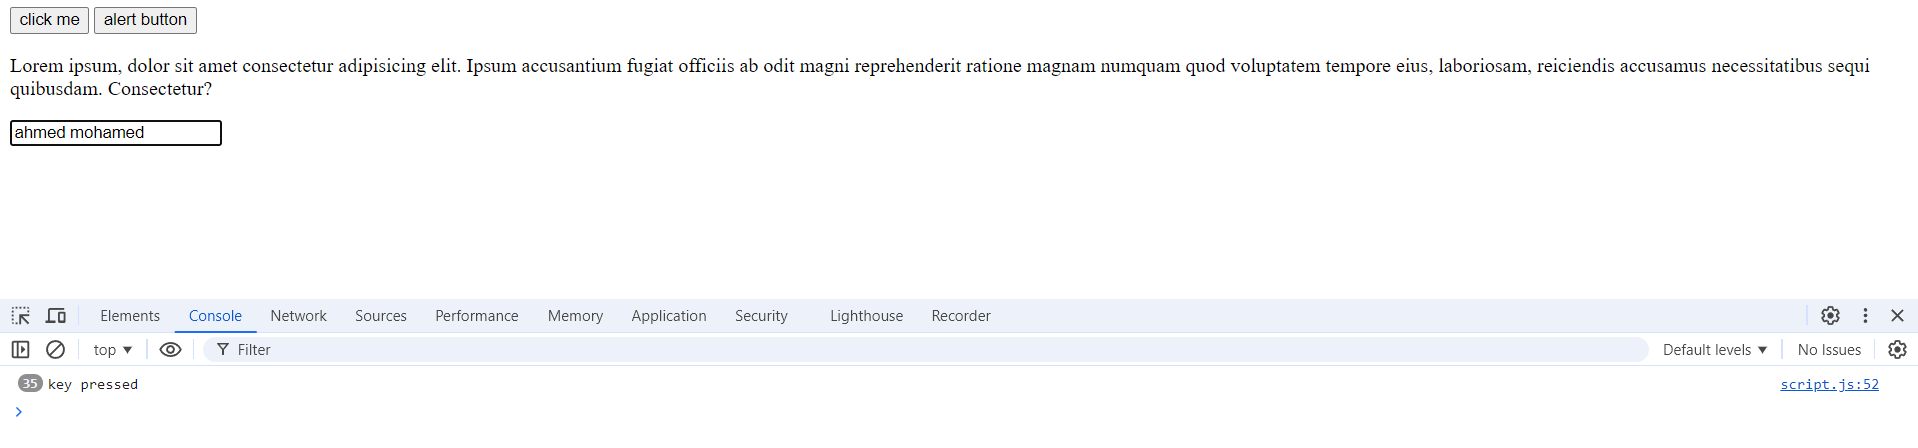 click me alert button
Lorem ipsum, dolor sit amet consectetur adipisicing elit. Ipsum accusantium fugiat officiis ab odit magni reprehenderit ratione magnam numquam quod voluptatem tempore eius, laboriosam, reiciendis accusamus necessitatibus sequi
quibusdam. Consectetur?
ahmed mohamed
Elements Console Network Sources Performance Memory Application Security Lighthouse Recorder
top Filter Default levels No Issues
35 key pressed script.js:52